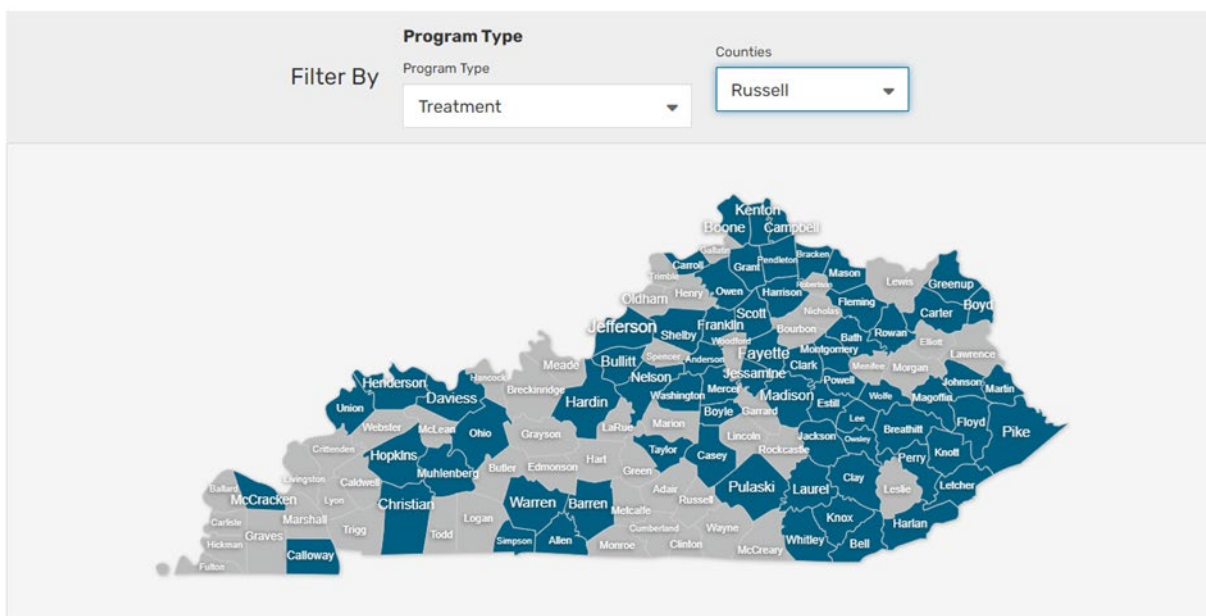 Program Type
Filter By
Program Type
Treatment
Counties
Russell
Kenton
Boone
Campbell
Gallatin
Carroll
Grant
Pendleton
Bracken
Trimble
Mason
Lewis
Greenup
Oldham
Henry
Owen
Harrison
Robertson
Fleming
Boyd
Carter
Jefferson
Shelby
Franklin
Scott
Nicholas
Bourbon
Bath
Rowan
Elliott
Lawrence
Bullitt
Spencer
Anderson
Woodford
Fayette
Montgomery
Clark
Menifee
Morgan
Nelson
Jessamine
Powell
Johnson
Martin
Meade
Hancock
Breckinridge
Henderson
Daviess
Union
Hardin
Washington
Mercer
Madison
Estill
Wolfe
Magoffin
Boyle
Garrard
Lee
Floyd
Pike
Webster
McLean
Ohio
Grayson
LaRue
Marion
Lincoln
Rockcastle
Jackson
Owsley
Breathitt
Knott
Perry
Crittenden
Hopkins
Muhlenberg
Butler
Edmonson
Hart
Green
Taylor
Casey
Livingston
Caldwell
Ballard
McCracken
Lyon
Christian
Warren
Barren
Adair
Russell
Metcalfe
Pulaski
Laurel
Clay
Leslie
Letcher
Carlisle
Marshall
Graves
Trigg
Todd
Logan
Simpson
Allen
Monroe
Cumberland
Clinton
Wayne
McCreary
Whitley
Knox
Bell
Harlan
Hickman
Fulton
Calloway